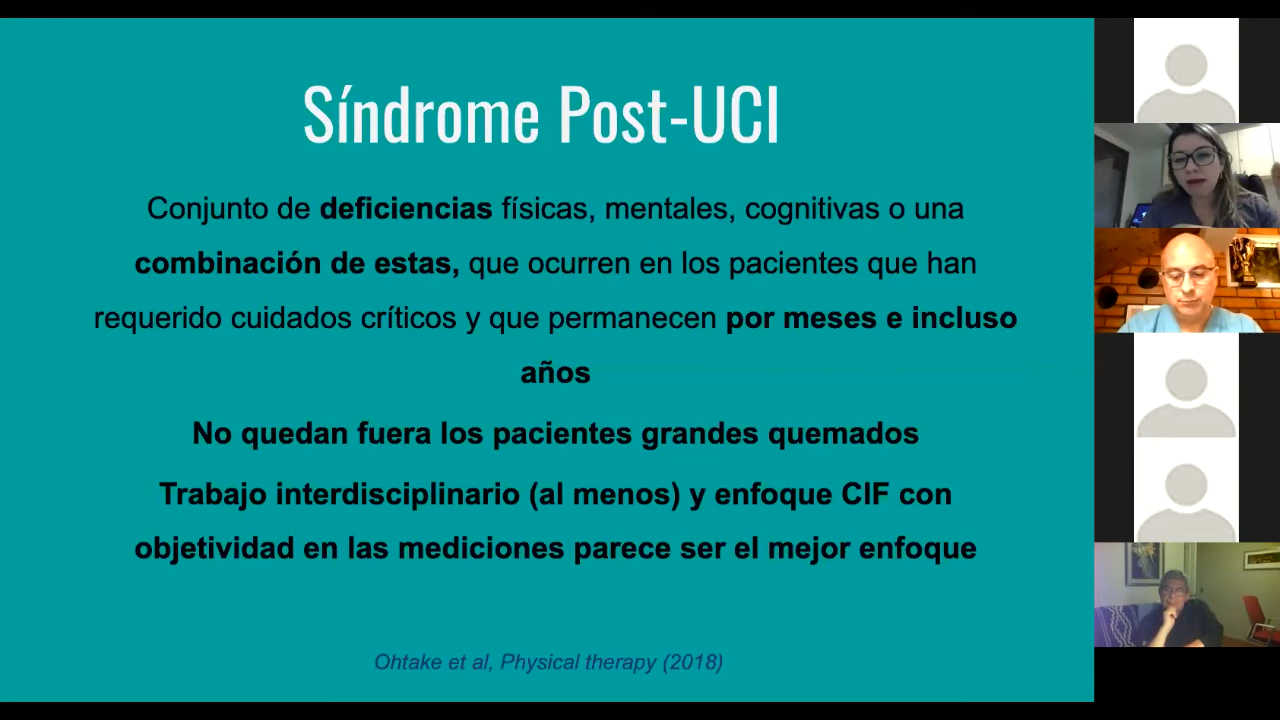 Síndrome Post-UCI
Conjunto de deficiencias físicas, mentales, cognitivas o una
combinación de estas, que ocurren en los pacientes que han
requerido cuidados críticos y que permanecen por meses e incluso
años
No quedan fuera los pacientes grandes quemados
Trabajo interdisciplinario (al menos) y enfoque CIF con
objetividad en las mediciones parece ser el mejor enfoque
Ohtake et al, Physical therapy (2018)